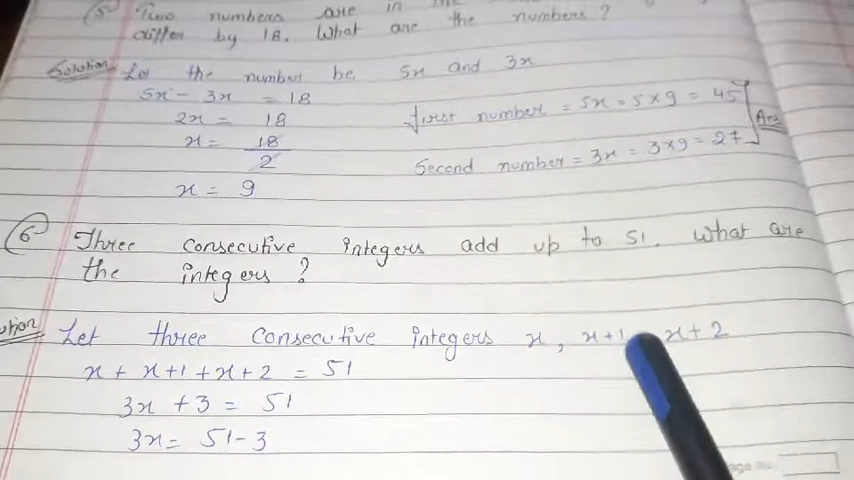 5 Two numbers are in the
differ by 18. What are the numbers?
Solution Let the number be 5x and 3x
5x - 3x = 18
2x = 18
x = 18/2
x = 9
first number = 5x = 5×9 = 45
Second number = 3x = 3×9 = 27
Ans
6 Three consecutive integers add up to 51. What are
the integers?
ution Let three consecutive integers x, x+1 x+2
x + x+1 +x+2 = 51
3x +3 = 51
3x = 51-3
age no.